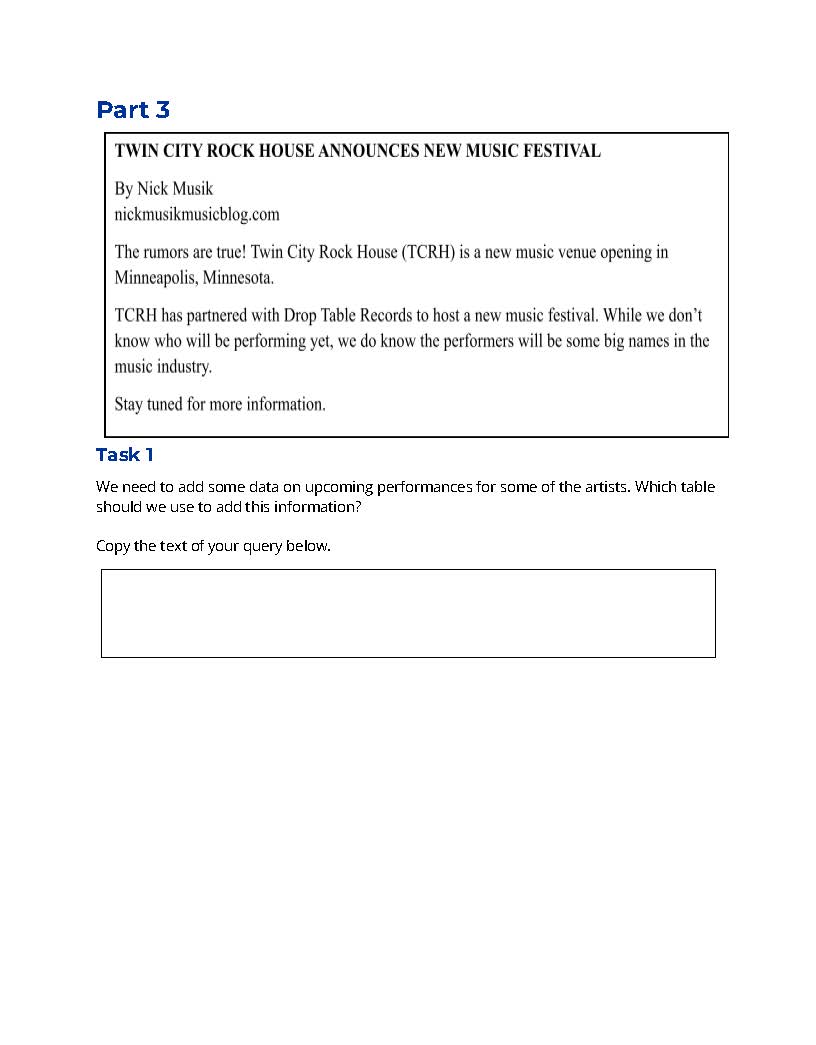 Part 3
TWIN CITY ROCK HOUSE ANNOUNCES NEW MUSIC FESTIVAL
By Nick Musik
nickmusikmusicblog.com
The rumors are true! Twin City Rock House (TCRH) is a new music venue opening in
Minneapolis, Minnesota.
TCRH has partnered with Drop Table Records to host a new music festival. While we don’t
know who will be performing yet, we do know the performers will be some big names in the
music industry.
Stay tuned for more information.
Task 1
We need to add some data on upcoming performances for some of the artists. Which table
should we use to add this information?
Copy the text of your query below.